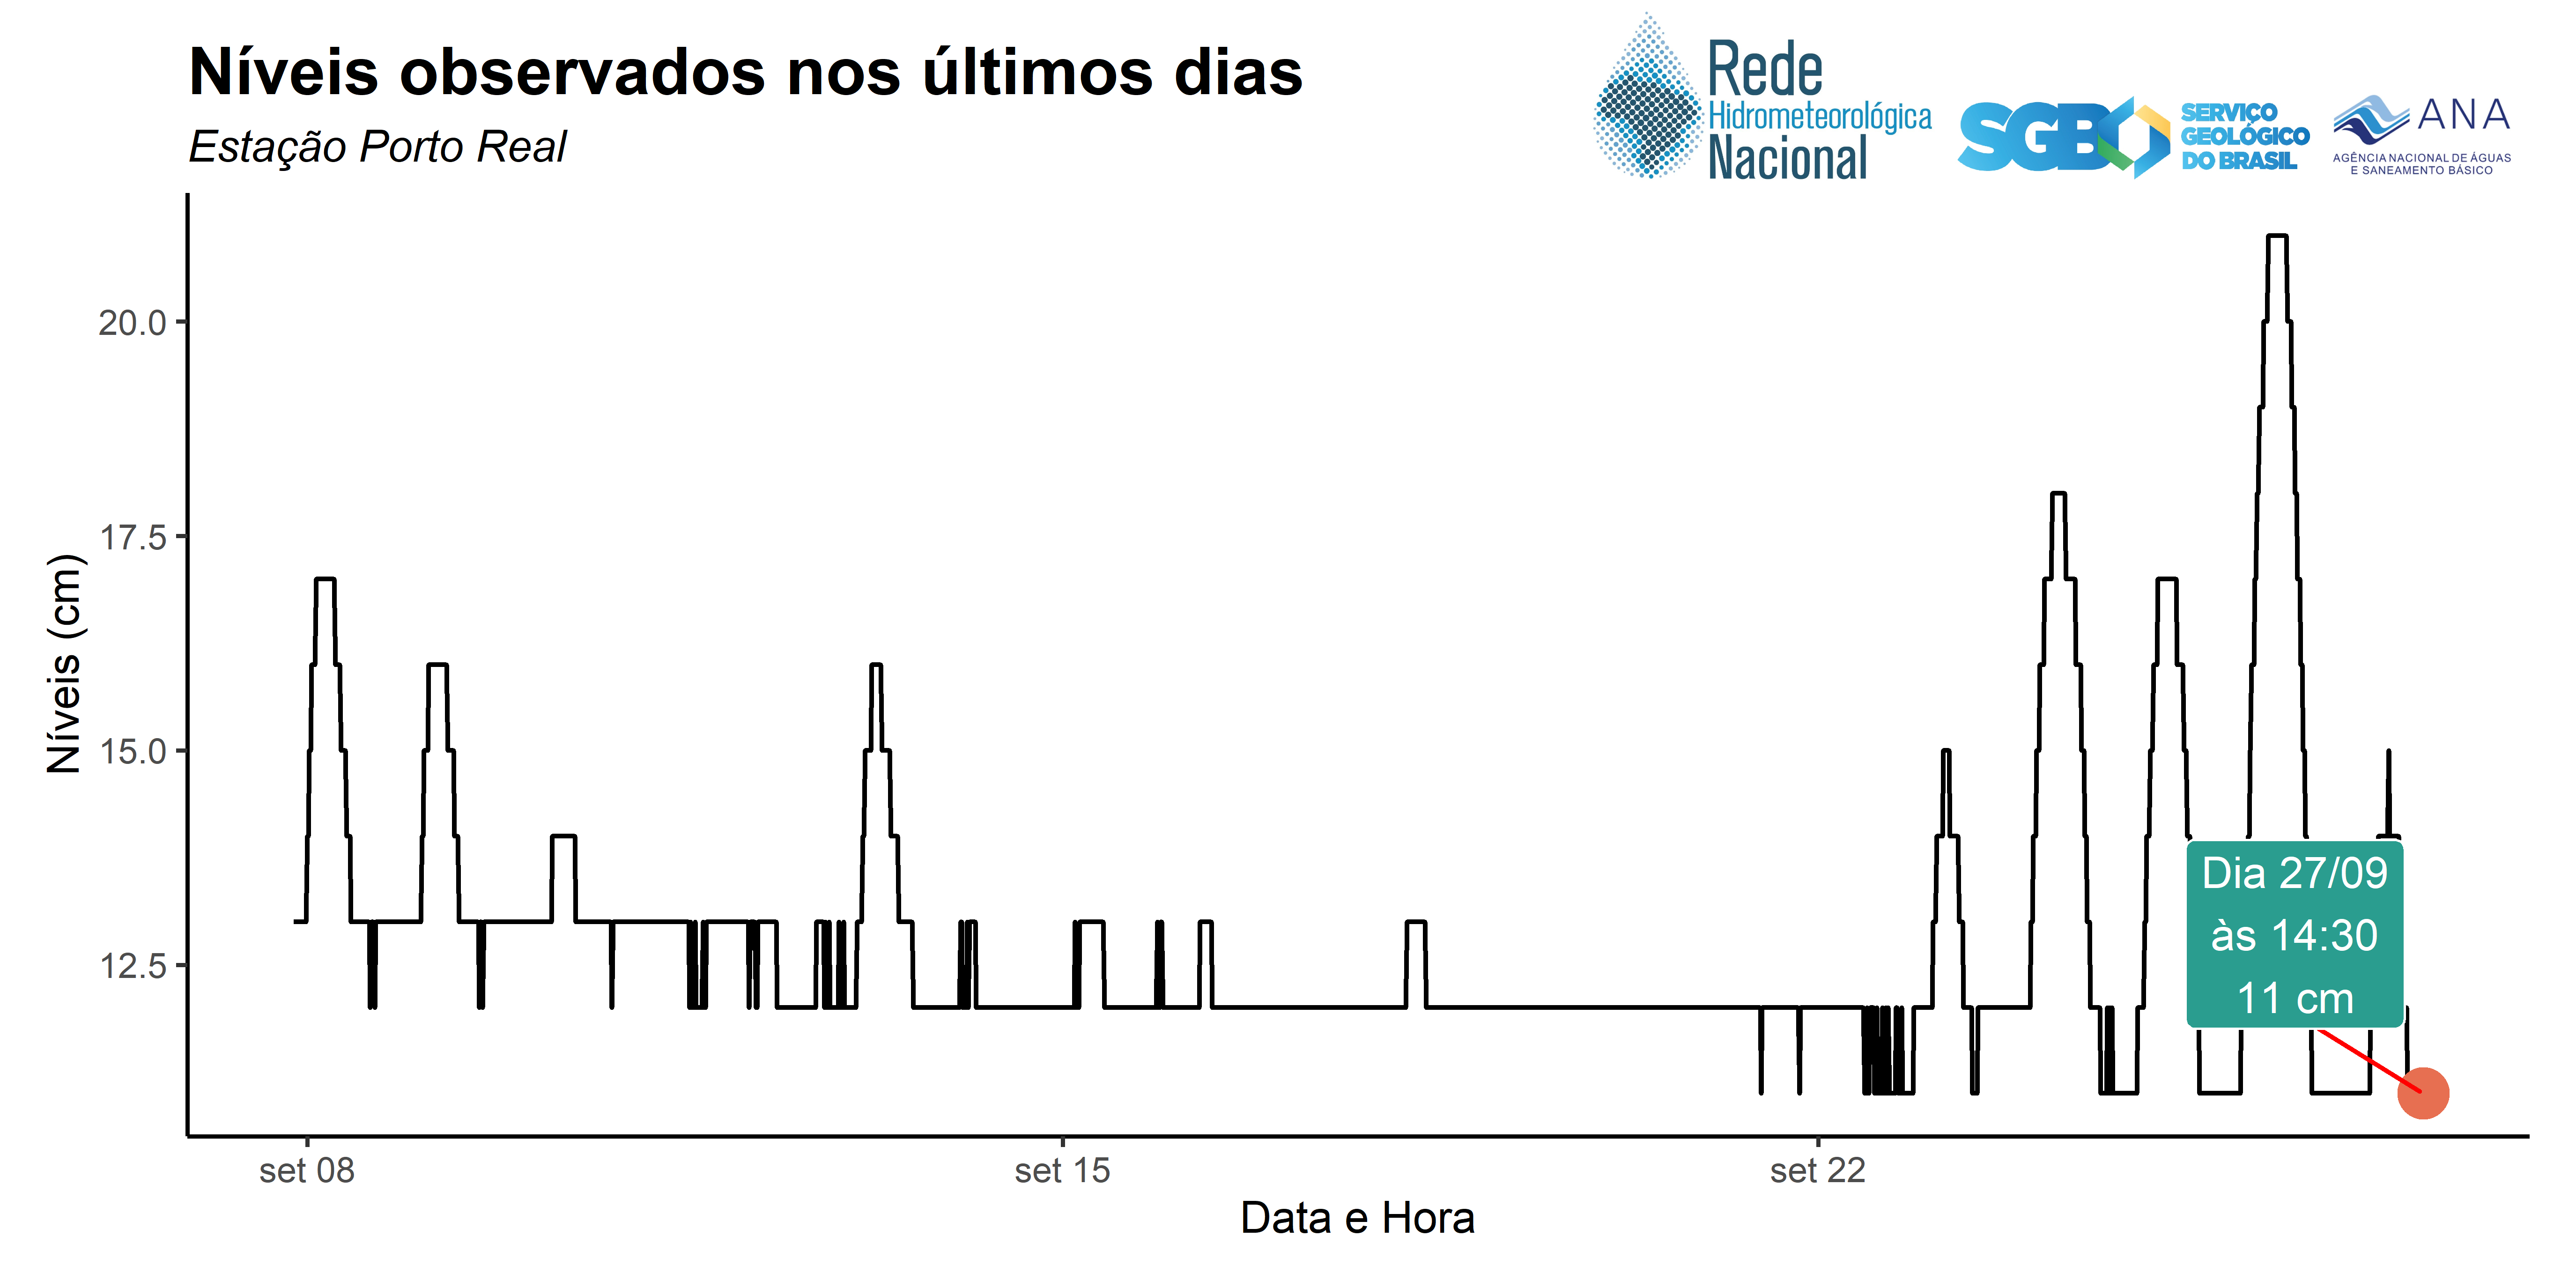 Níveis observados nos últimos dias
Estação Porto Real
Rede
Hidrometeorológica
Nacional
SGB
SERVIÇO
GEOLÓGICO
DO BRASIL
ANA
AGÊNCIA NACIONAL DE ÁGUAS
E SANEAMENTO BÁSICO
Níveis (cm)
20.0
17.5
15.0
12.5
Dia 27/09
às 14:30
11 cm
set 08
set 15
set 22
Data e Hora